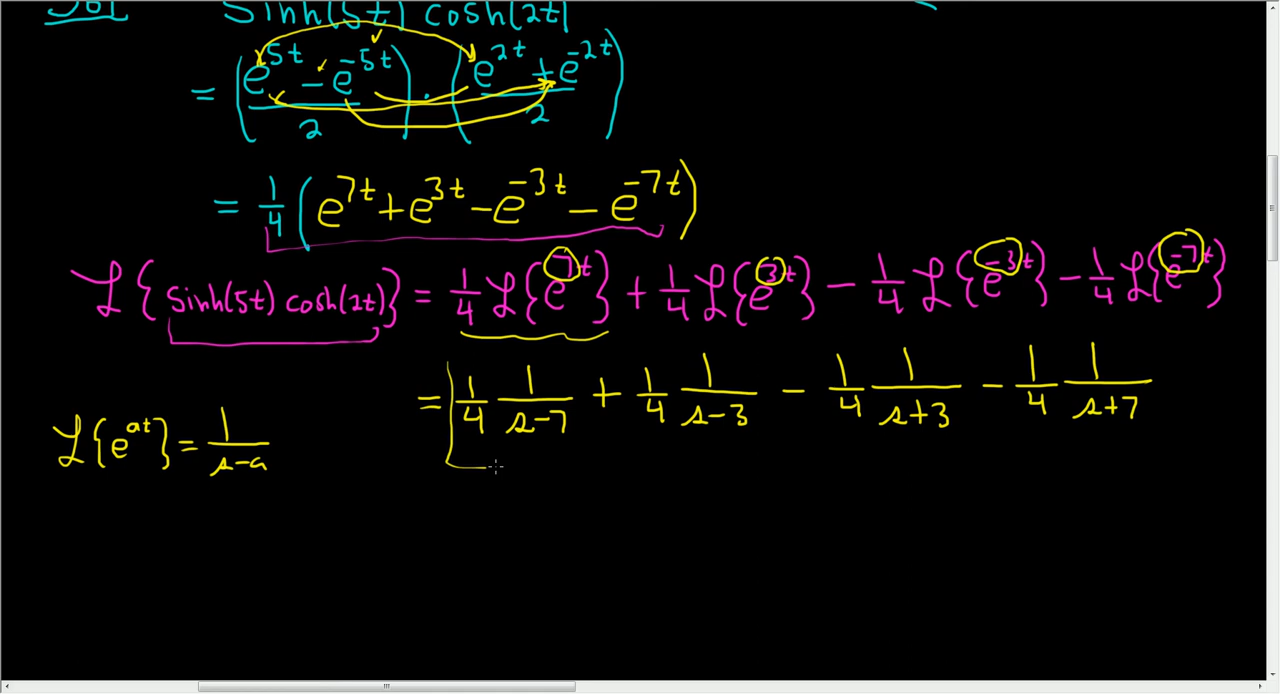 Sol sinh(5t) cosh(2t)
= ((e^{5t} - e^{-5t})/2) · ((e^{2t} + e^{-2t})/2)
= 1/4 (e^{7t} + e^{3t} - e^{-3t} - e^{-7t})
ℒ{sinh(5t) cosh(2t)} = 1/4 ℒ{e^{7t}} + 1/4 ℒ{e^{3t}} - 1/4 ℒ{e^{-3t}} - 1/4 ℒ{e^{-7t}}
= 1/4 1/(s-7) + 1/4 1/(s-3) - 1/4 1/(s+3) - 1/4 1/(s+7)
ℒ{e^{at}} = 1/(s-a)